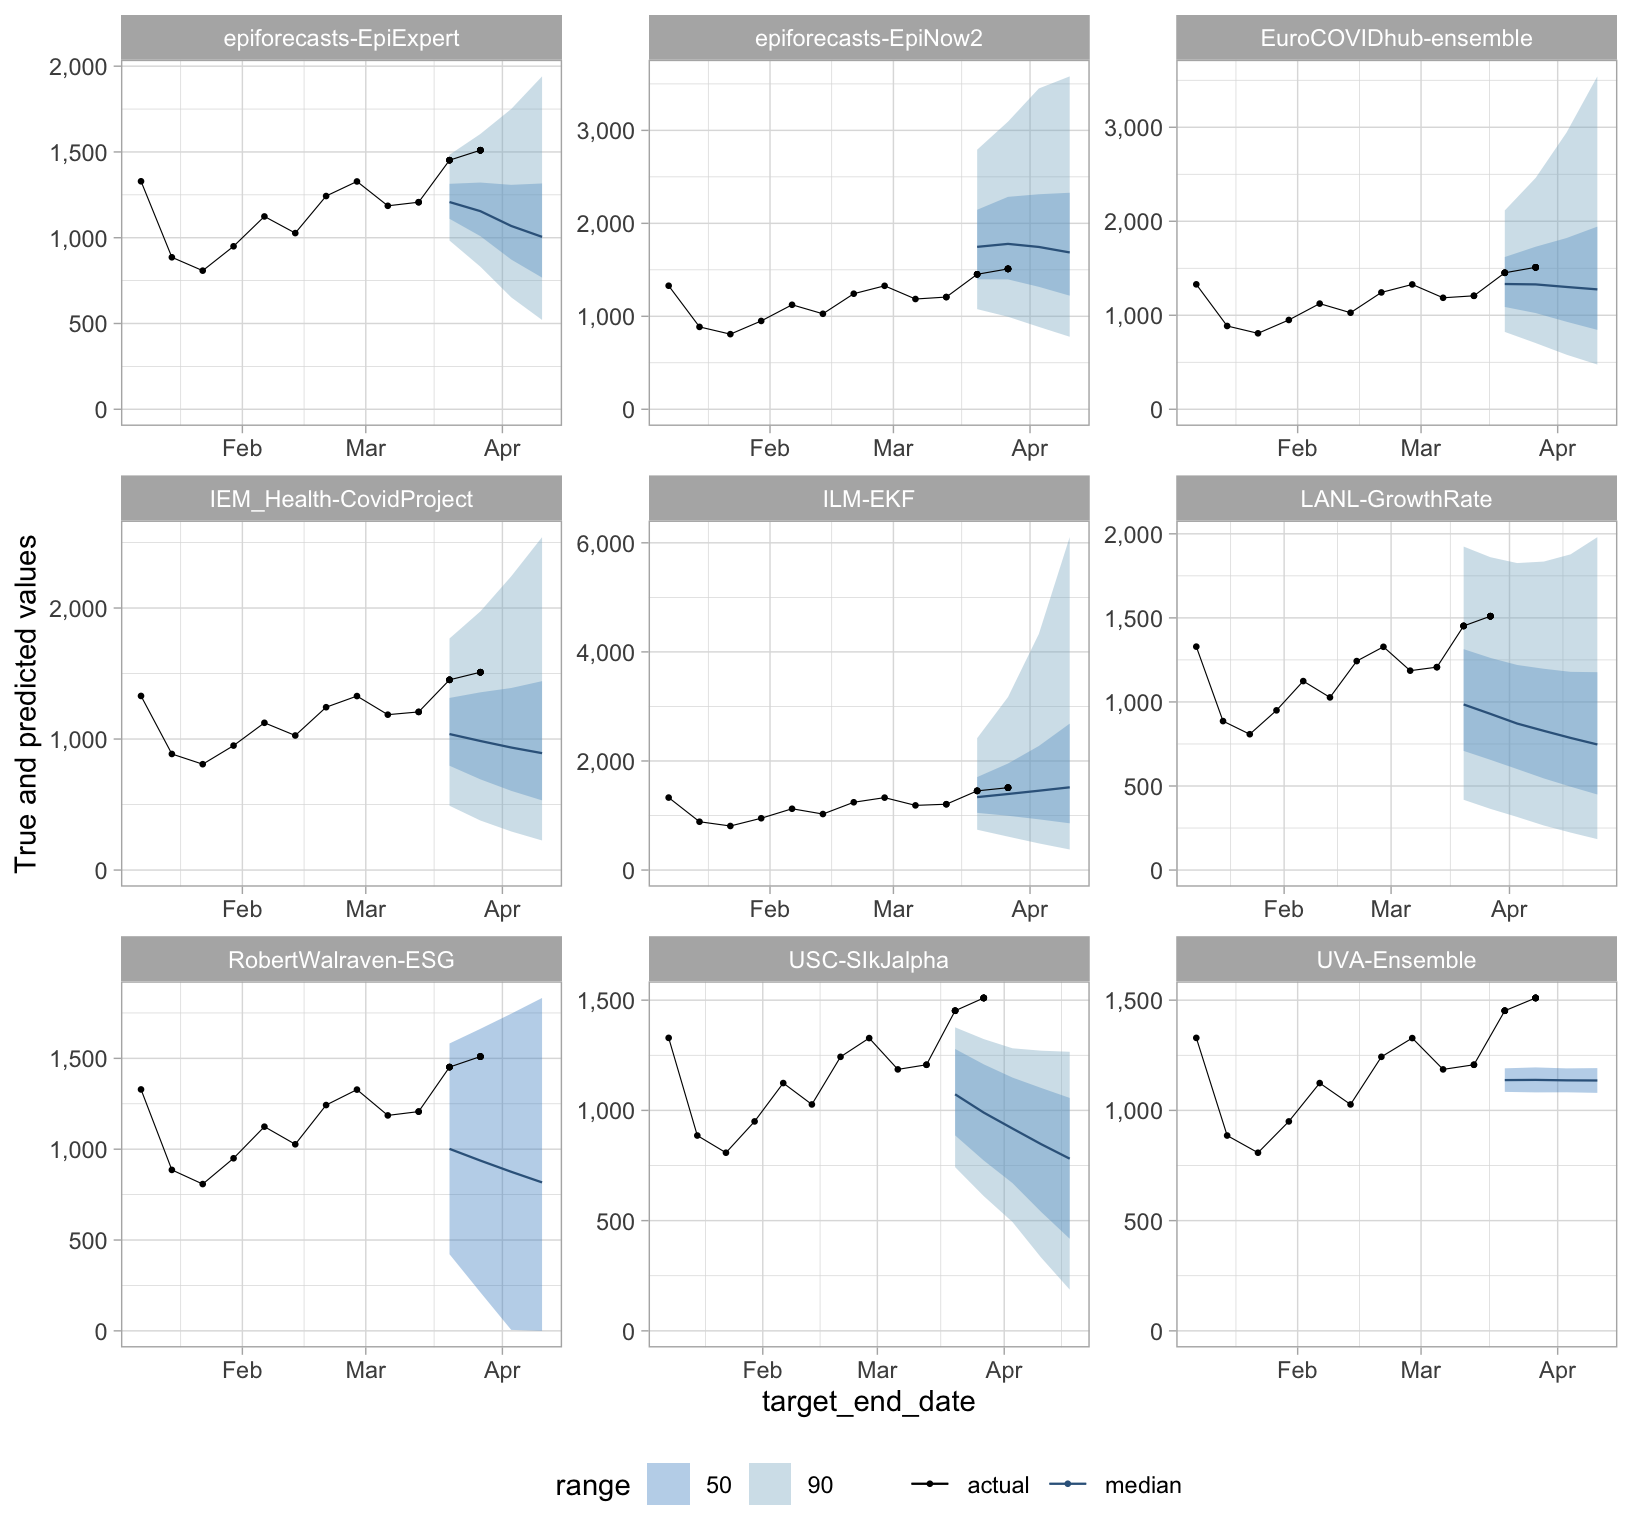 epiforecasts-EpiExpert
epiforecasts-EpiNow2
EuroCOVIDhub-ensemble
2,000
1,500
1,000
500
0
3,000
2,000
1,000
0
3,000
2,000
1,000
0
Feb Mar Apr
Feb Mar Apr
Feb Mar Apr
True and predicted values
IEM_Health-CovidProject
ILM-EKF
LANL-GrowthRate
2,000
1,000
0
6,000
4,000
2,000
0
2,000
1,500
1,000
500
0
Feb Mar Apr
Feb Mar Apr
Feb Mar Apr
RobertWalraven-ESG
USC-SIkJalpha
UVA-Ensemble
1,500
1,000
500
0
1,500
1,000
500
0
1,500
1,000
500
0
Feb Mar Apr
Feb Mar Apr
Feb Mar Apr
target_end_date
range 50 90 actual median